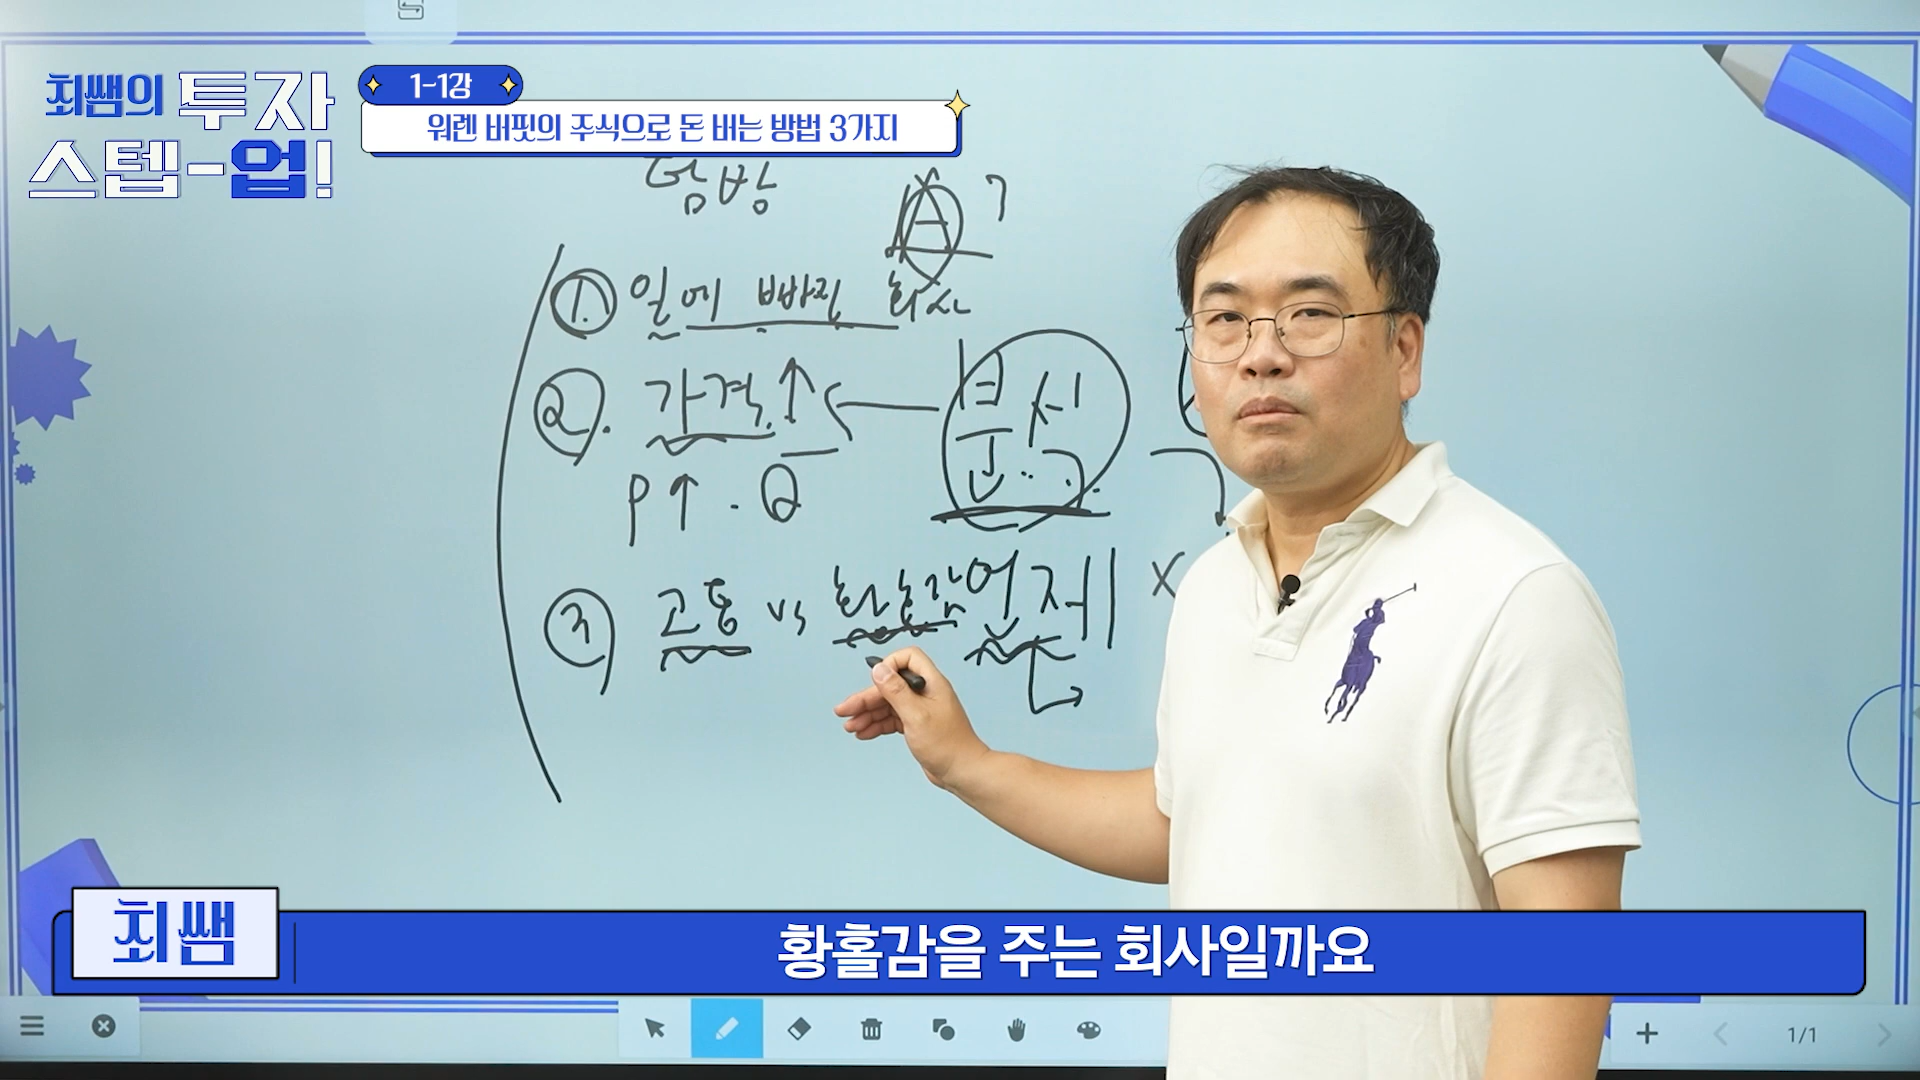 최쌤의 투자
스텝-업!
1-1강
워렌 버핏의 주식으로 돈 버는 방법 3가지
텀방
A
1. 일에 빠진 회사
2. 가격↑
P↑ · Q
3 고통 vs 황홀감 언제
X
최쌤
황홀감을 주는 회사일까요
1/1